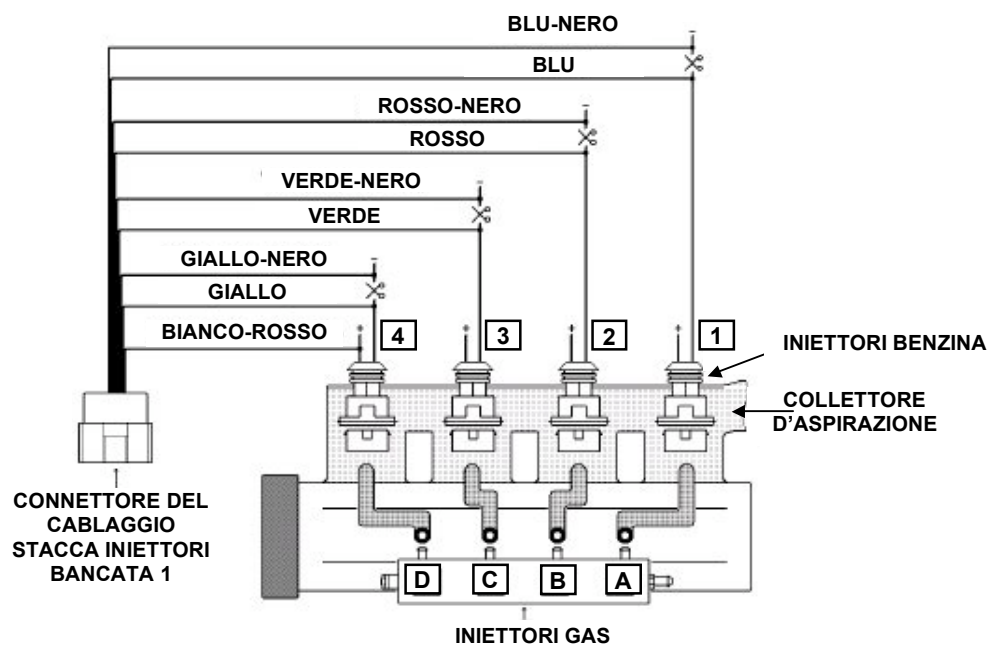 BLU-NERO
BLU
ROSSO-NERO
ROSSO
VERDE-NERO
VERDE
GIALLO-NERO
GIALLO
BIANCO-ROSSO
4
3
2
1
INIETTORI BENZINA
COLLETTORE
D'ASPIRAZIONE
CONNETTORE DEL
CABLAGGIO
STACCA INIETTORI
BANCATA 1
D
C
B
A
INIETTORI GAS